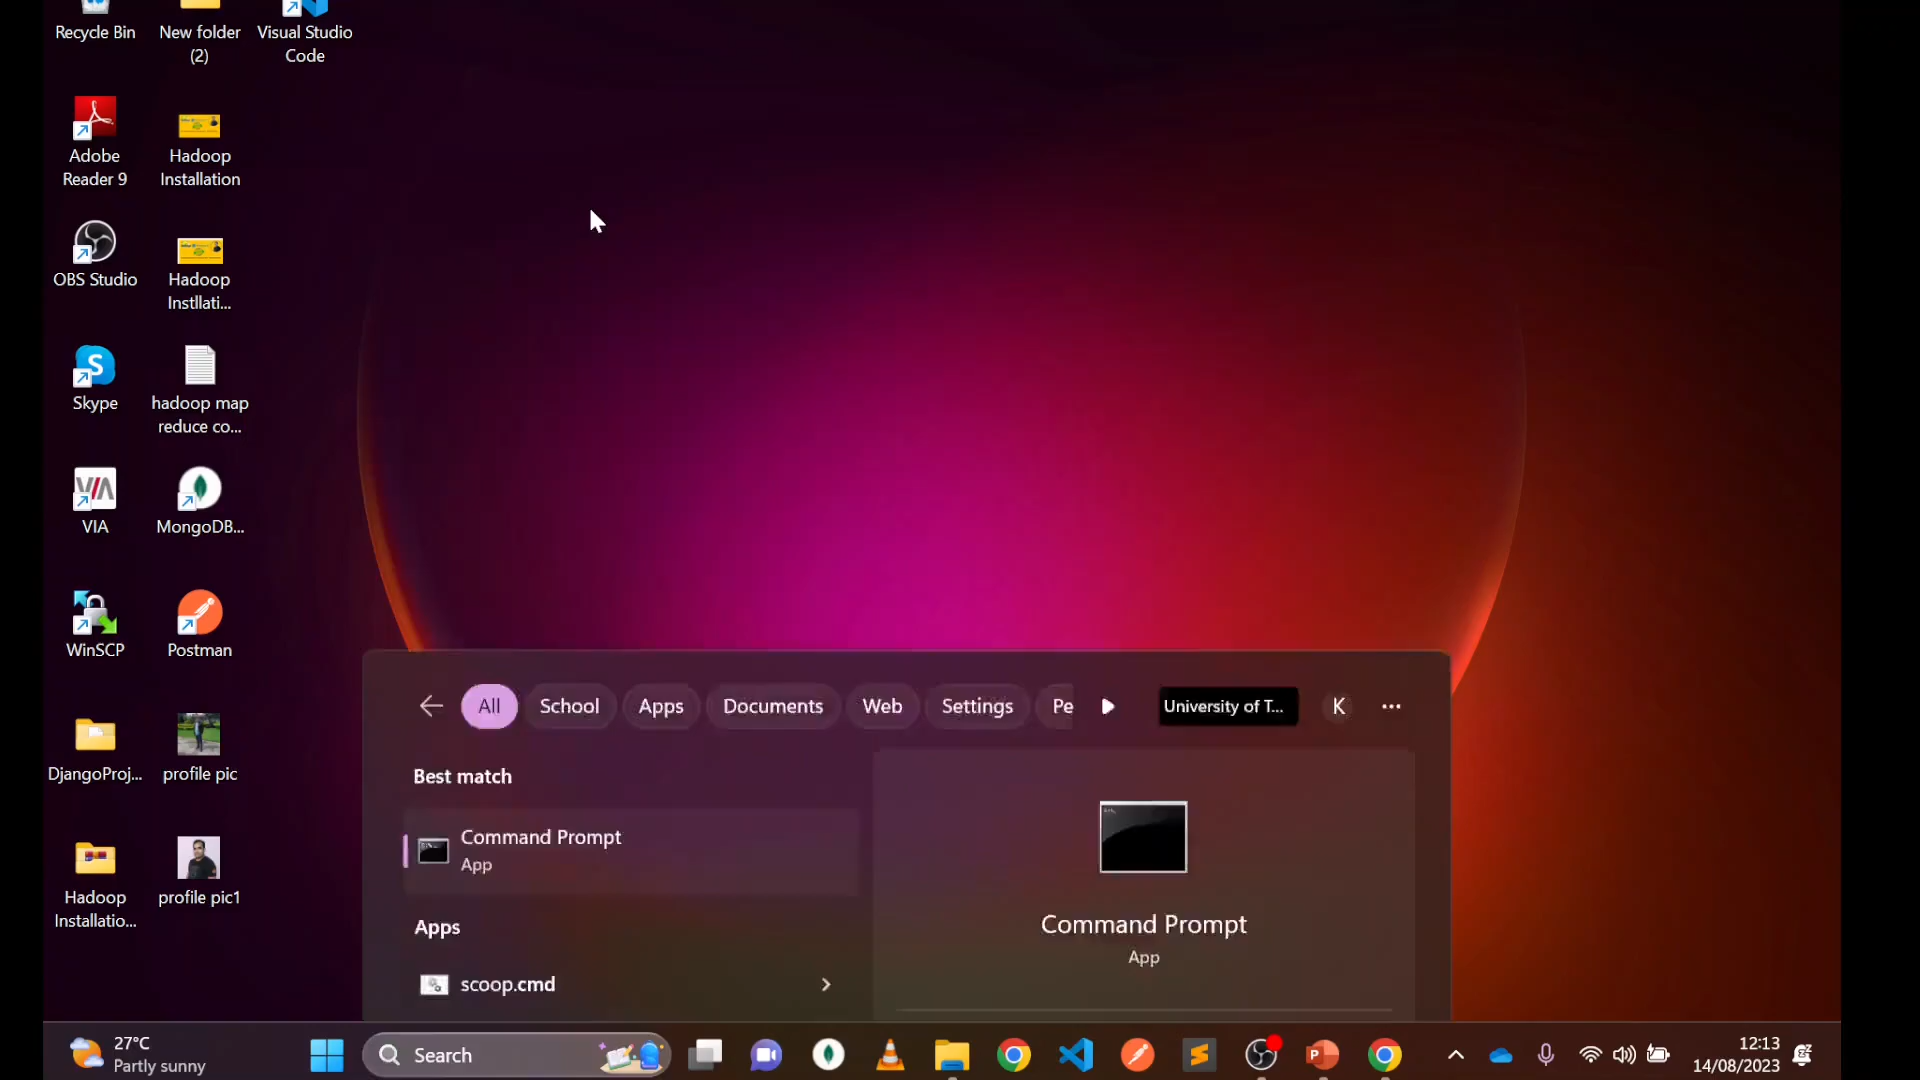 Recycle Bin
New folder
(2)
Visual Studio
Code
Adobe
Reader 9
Hadoop
Installation
OBS Studio
Hadoop
Instllati...
Skype
hadoop map
reduce co...
VIA
MongoDB...
WinSCP
Postman
DjangoProj...
profile pic
Hadoop
Installatio...
profile pic1
All
School
Apps
Documents
Web
Settings
Pe
University of T...
K
Best match
Command Prompt
App
Apps
scoop.cmd
Command Prompt
App
27°C
Partly sunny
Search
12:13
14/08/2023